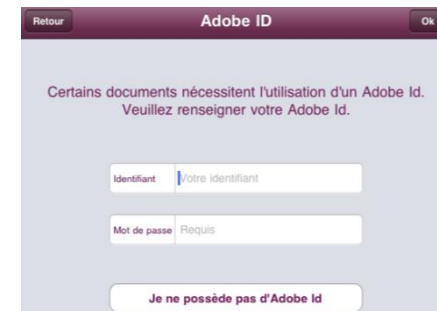 Retour Adobe ID Ok
Certains documents nécessitent l'utilisation d'un Adobe Id.
Veuillez renseigner votre Adobe Id.
Identifiant Votre identifiant
Mot de passe Requis
Je ne possède pas d'Adobe Id